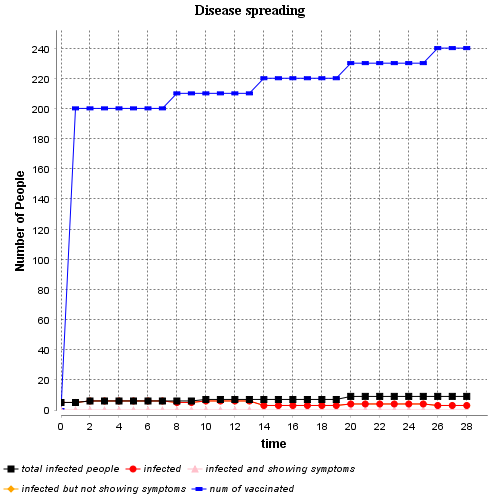 Disease spreading
Number of People
240
220
200
180
160
140
120
100
80
60
40
20
0
0 2 4 6 8 10 12 14 16 18 20 22 24 26 28
time
total infected people infected infected and showing symptoms
infected but not showing symptoms num of vaccinated